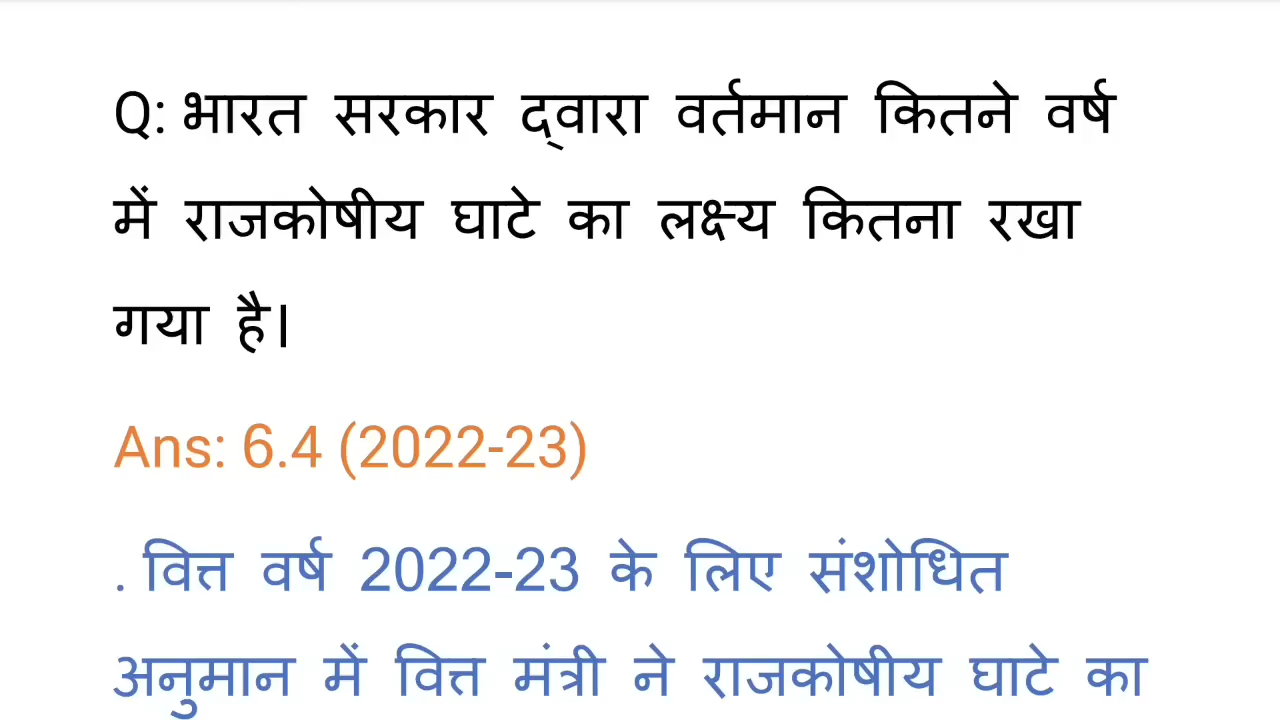 Q: भारत सरकार द्वारा वर्तमान कितने वर्ष
में राजकोषीय घाटे का लक्ष्य कितना रखा
गया है।
Ans: 6.4 (2022-23)
. वित्त वर्ष 2022-23 के लिए संशोधित
अनुमान में वित्त मंत्री ने राजकोषीय घाटे का